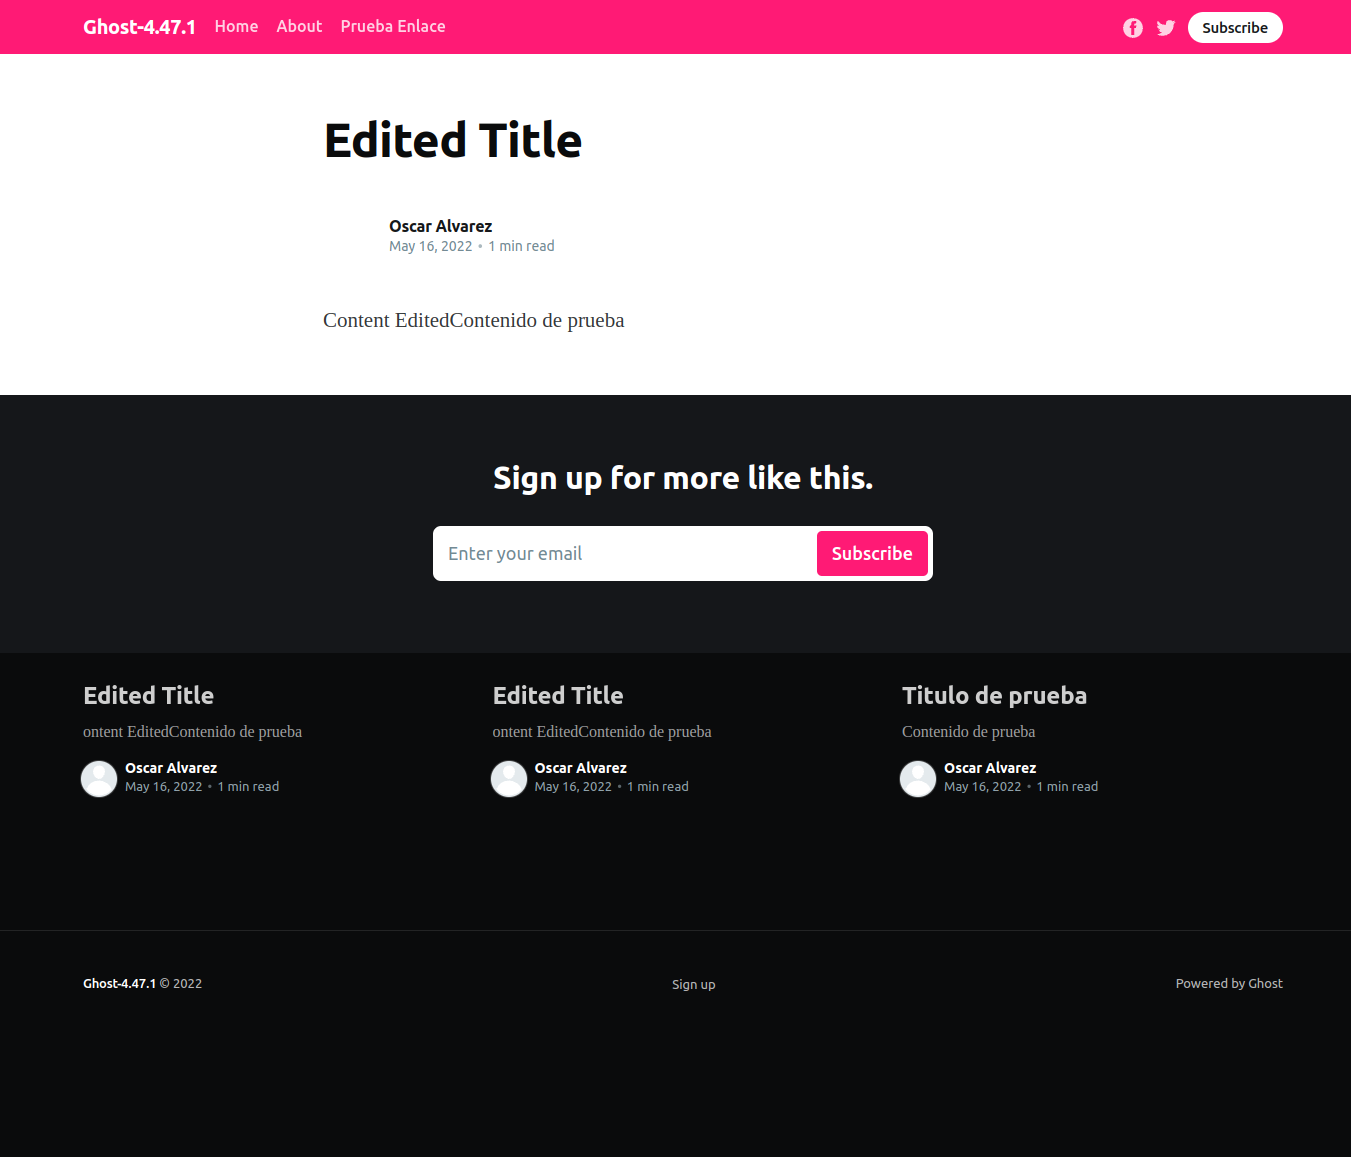 Ghost-4.47.1 Home About Prueba Enlace Subscribe
Edited Title
Oscar Alvarez
May 16, 2022 • 1 min read
Content EditedContenido de prueba
Sign up for more like this.
Enter your email Subscribe
Edited Title
ontent EditedContenido de prueba
Oscar Alvarez
May 16, 2022 • 1 min read
Edited Title
ontent EditedContenido de prueba
Oscar Alvarez
May 16, 2022 • 1 min read
Titulo de prueba
Contenido de prueba
Oscar Alvarez
May 16, 2022 • 1 min read
Ghost-4.47.1 © 2022 Sign up Powered by Ghost